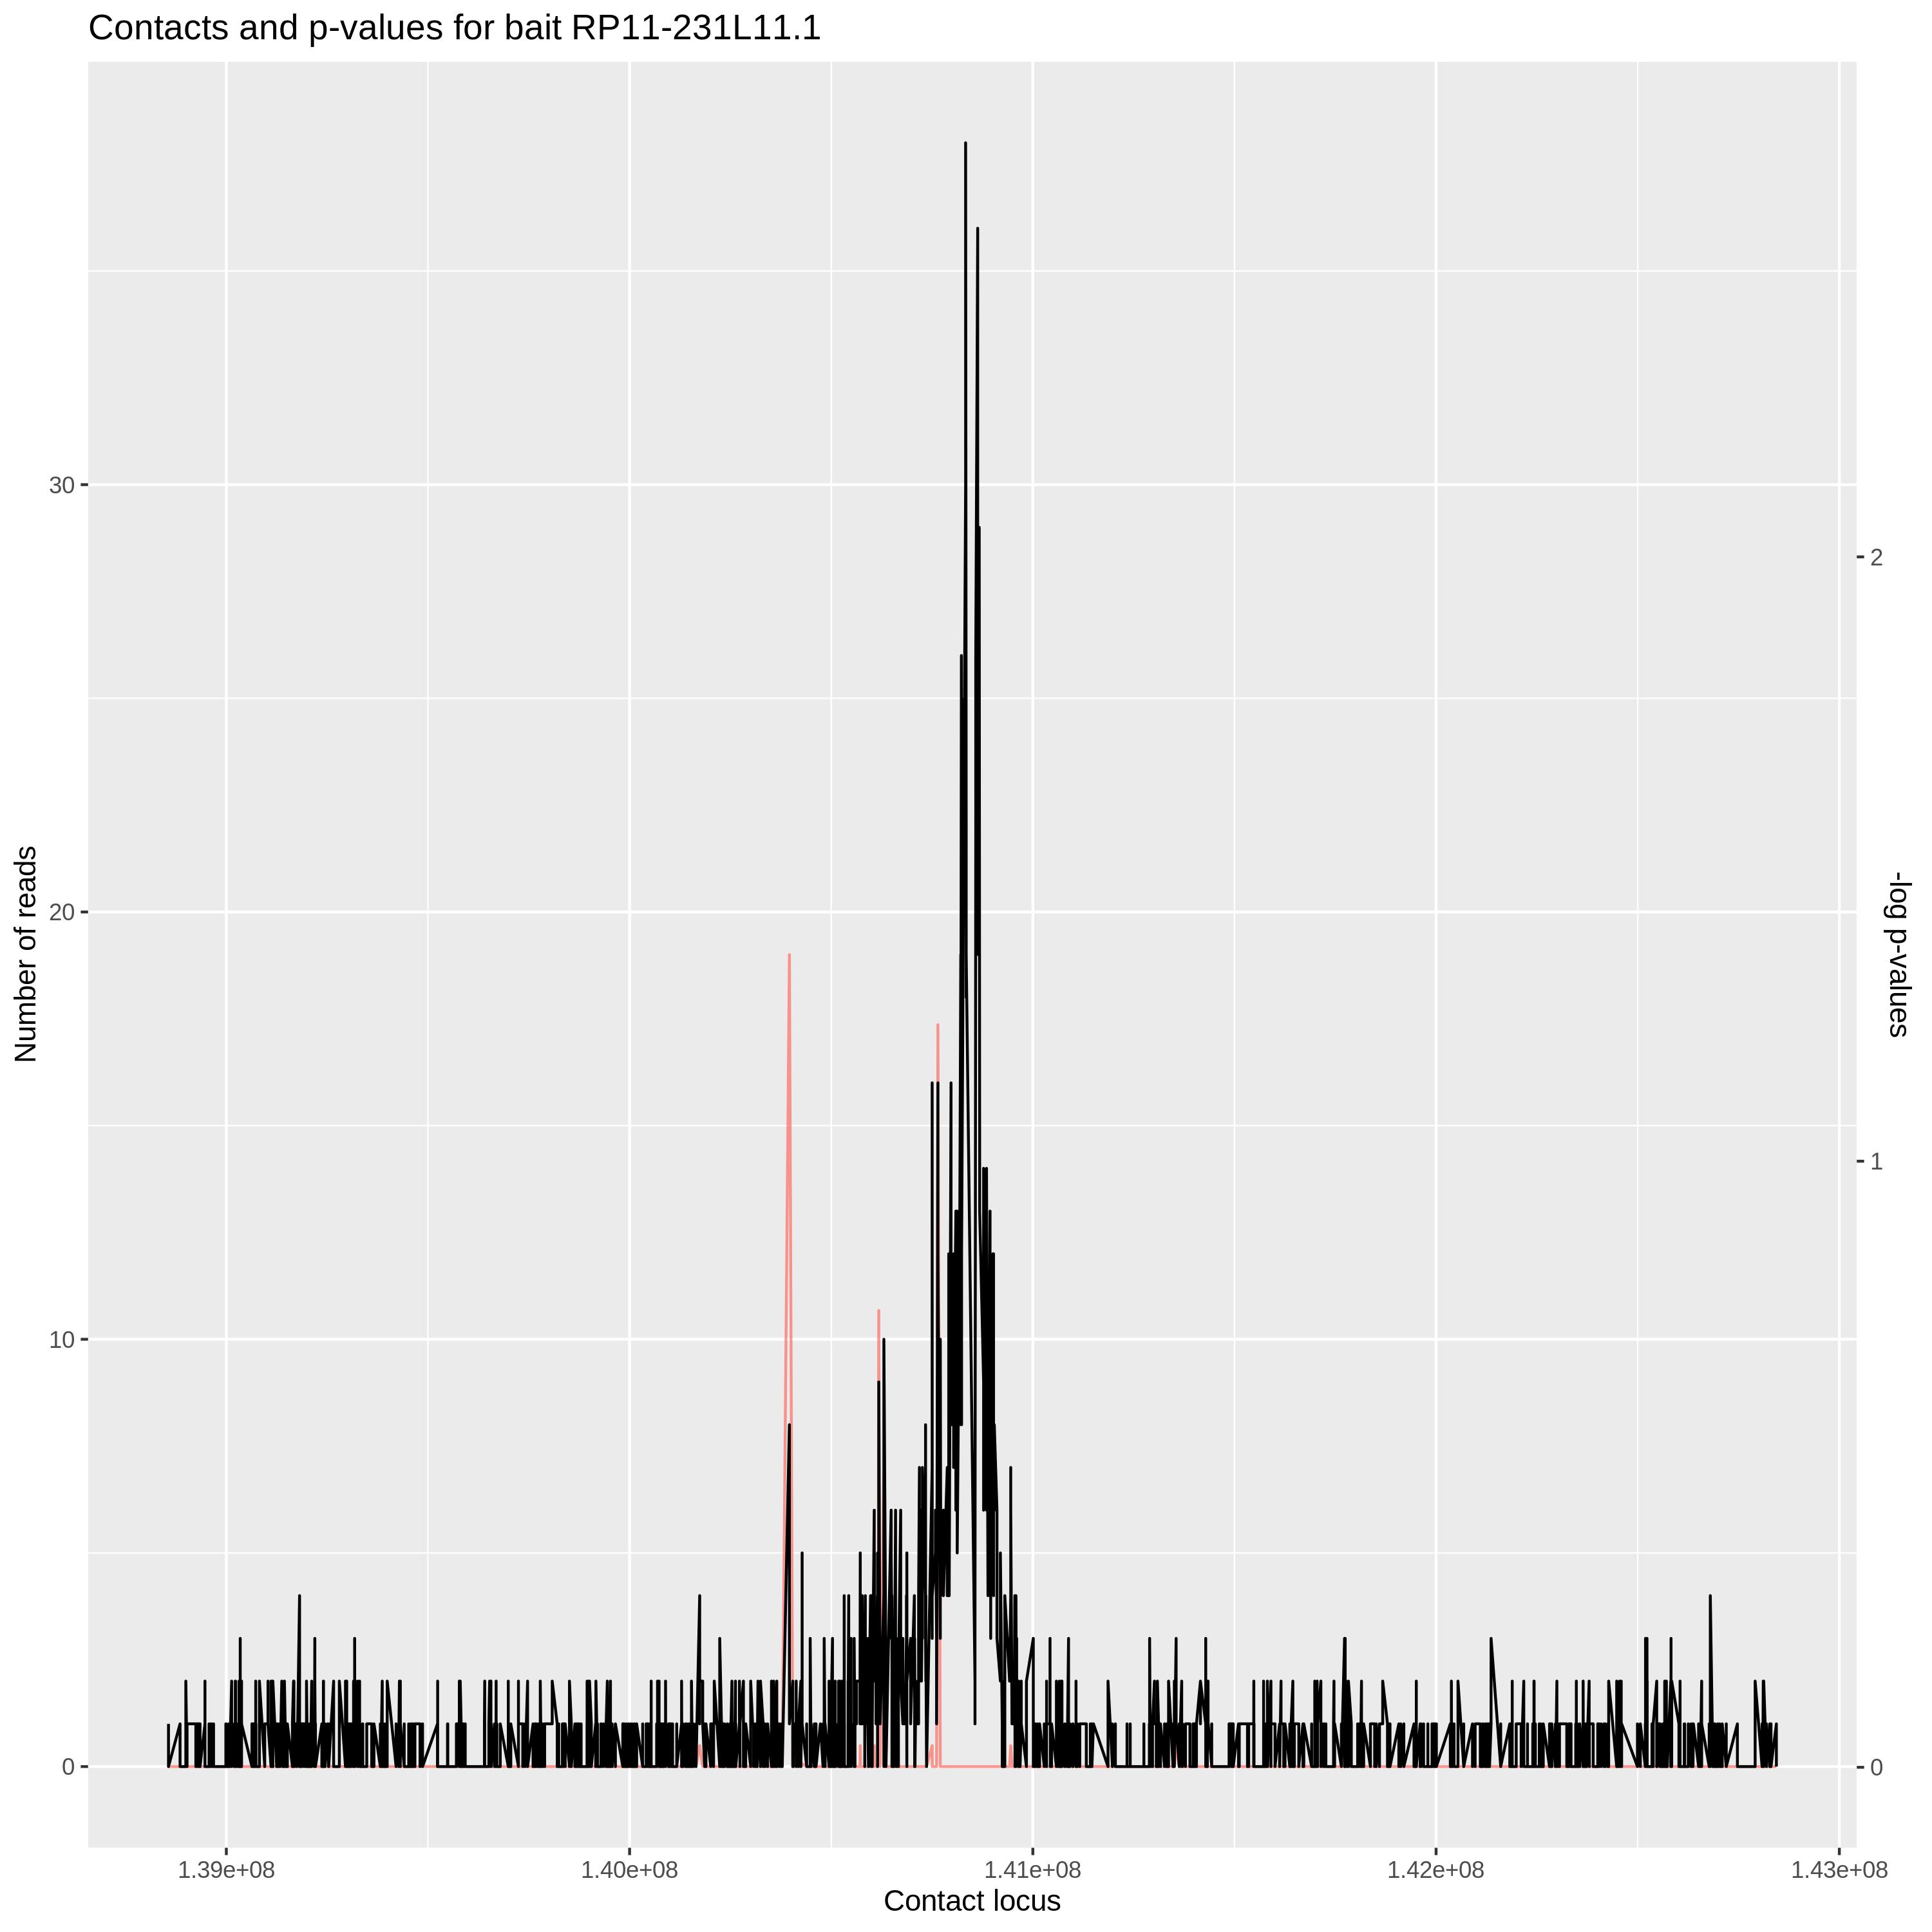 Contacts and p-values for bait RP11-231L11.1
30
20
10
0
Number of reads
2
1
0
-log p-values
1.39e+08 1.40e+08 1.41e+08 1.42e+08 1.43e+08
Contact locus